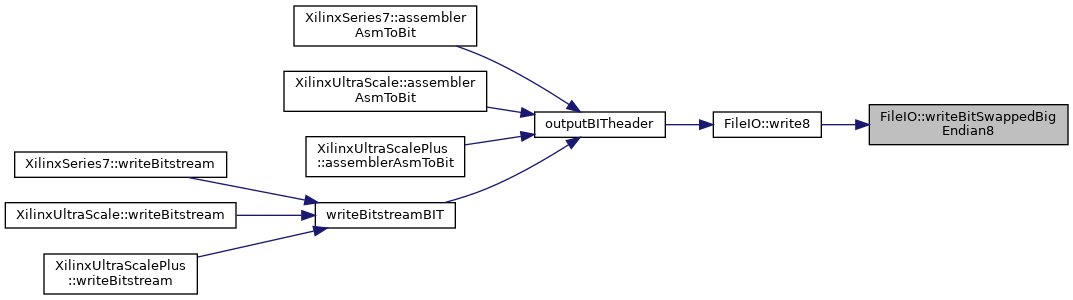 XilinxSeries7::assembler
AsmToBit
XilinxUltraScale::assembler
AsmToBit
XilinxUltraScalePlus
::assemblerAsmToBit
outputBITheader
FileIO::write8
FileIO::writeBitSwappedBig
Endian8
XilinxSeries7::writeBitstream
XilinxUltraScale::writeBitstream
XilinxUltraScalePlus
::writeBitstream
writeBitstreamBIT